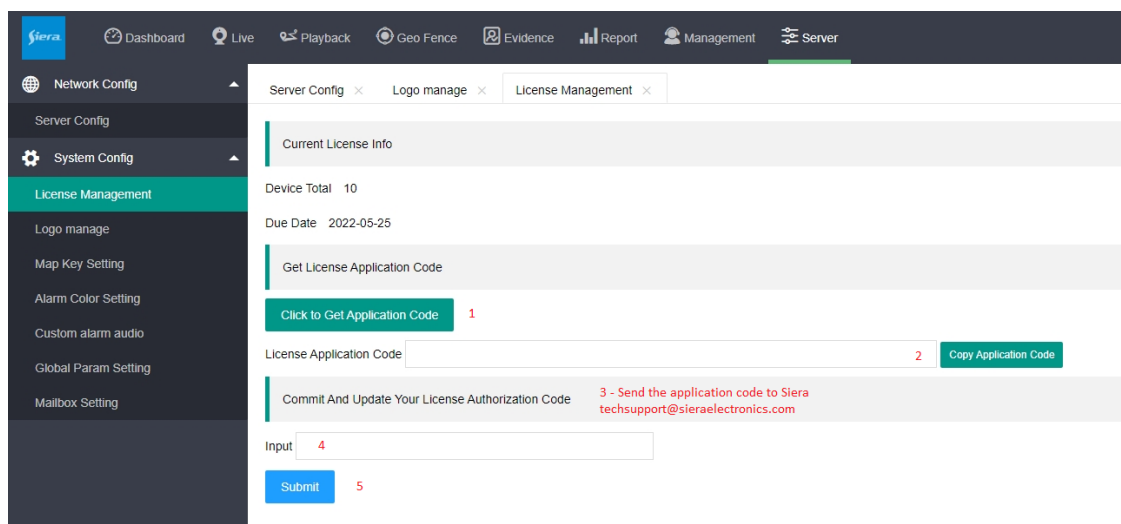 Siera
Dashboard
Live
Playback
Geo Fence
Evidence
Report
Management
Server
Network Config
Server Config
System Config
License Management
Logo manage
Map Key Setting
Alarm Color Setting
Custom alarm audio
Global Param Setting
Mailbox Setting
Server Config
Logo manage
License Management
Current License Info
Device Total 10
Due Date 2022-05-25
Get License Application Code
Click to Get Application Code 1
License Application Code 2 Copy Application Code
Commit And Update Your License Authorization Code
3 - Send the application code to Siera
techsupport@sieraelectronics.com
Input 4
Submit 5